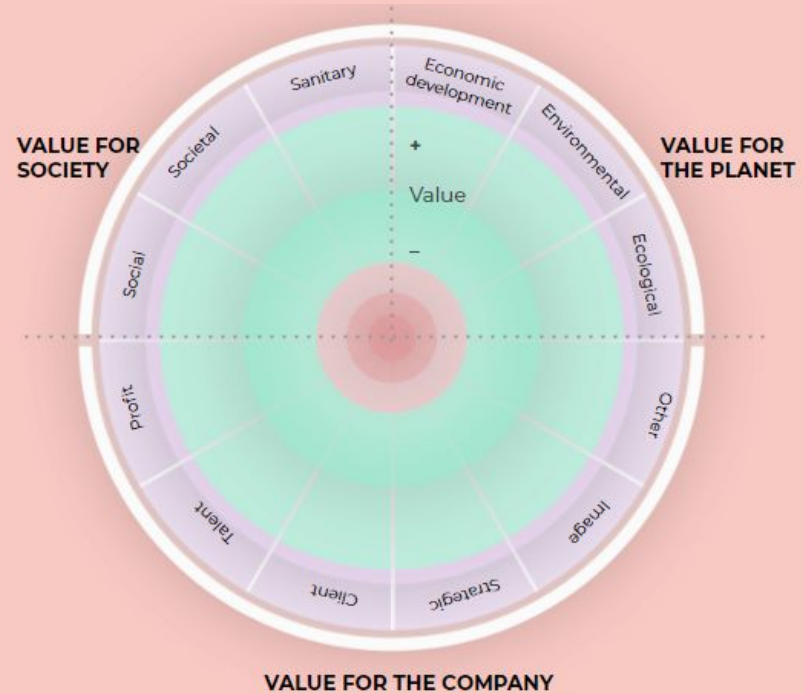 Sanitary
Economic
development
Societal
Environmental
VALUE FOR
SOCIETY
+
VALUE FOR
THE PLANET
Value
–
Social
Ecological
Profit
Other
Talent
Image
Client
Strategic
VALUE FOR THE COMPANY